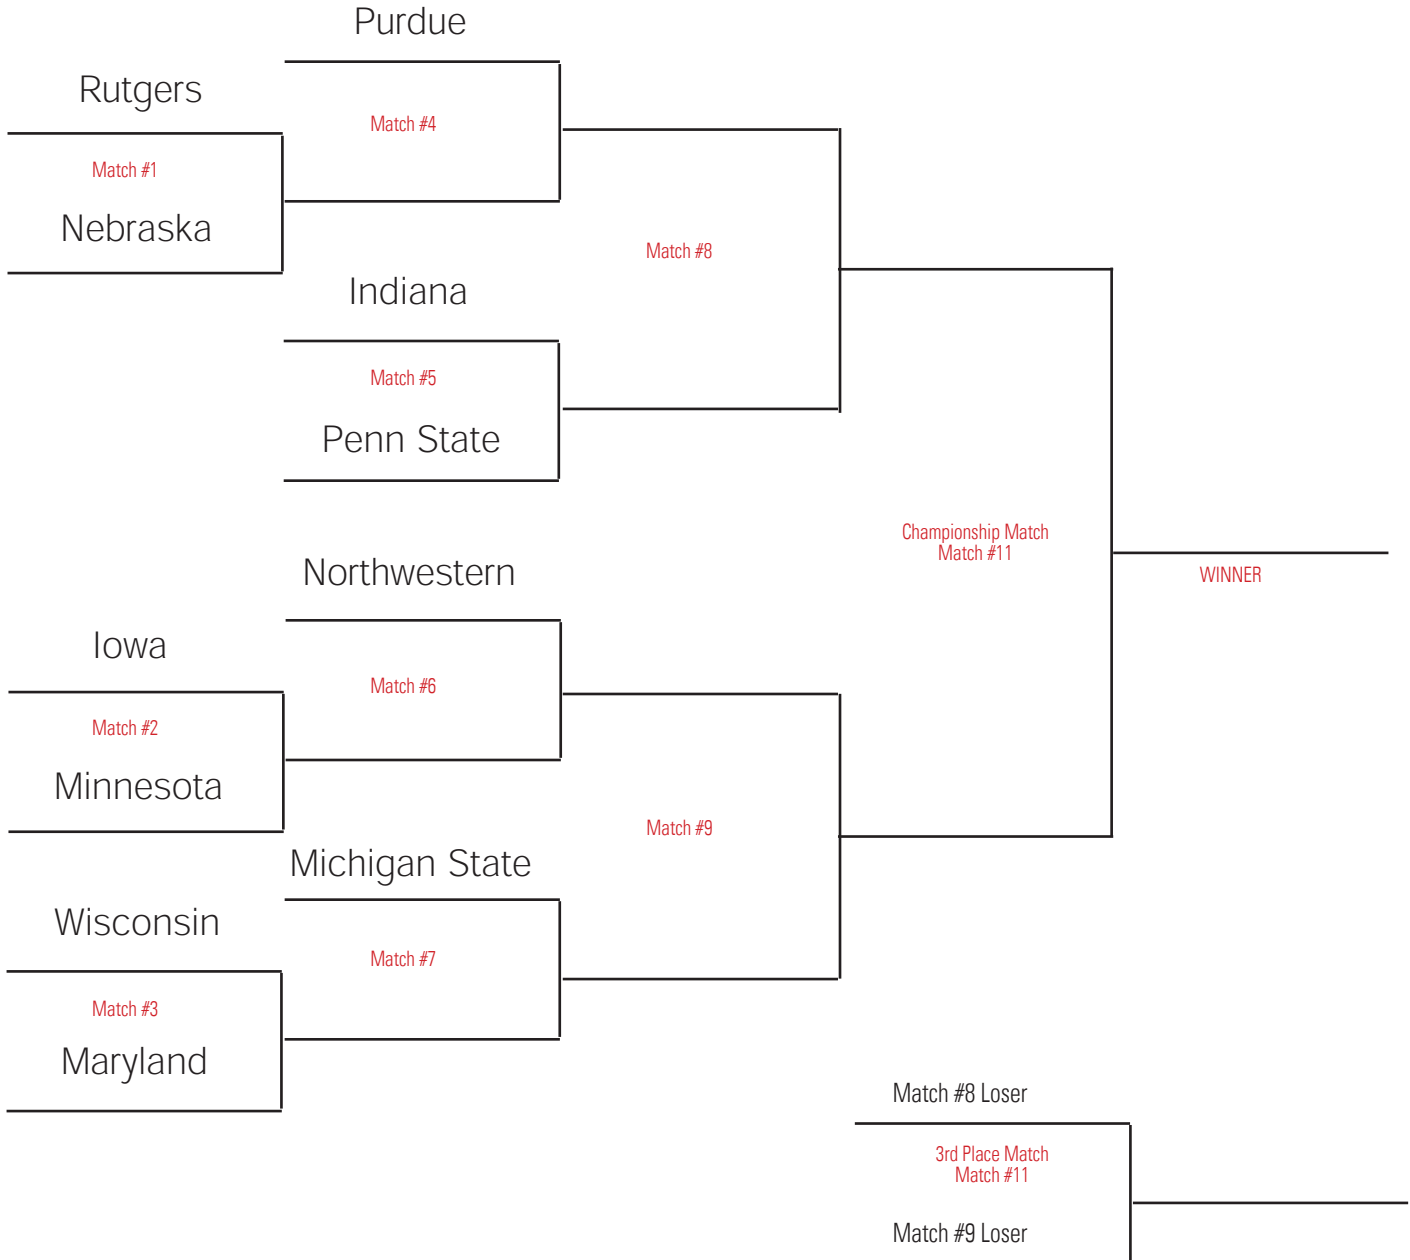 Purdue
Rutgers
Match #4
Match #1
Nebraska
Match #8
Indiana
Match #5
Penn State
Championship Match
Match #11
WINNER
Northwestern
Iowa
Match #6
Match #2
Minnesota
Match #9
Michigan State
Wisconsin
Match #7
Match #3
Maryland
Match #8 Loser
3rd Place Match
Match #11
Match #9 Loser